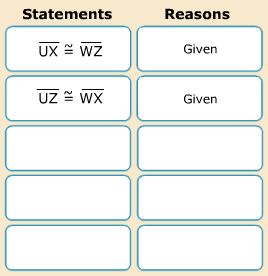 Statements Reasons
UX ≅ WZ Given
UZ ≅ WX Given